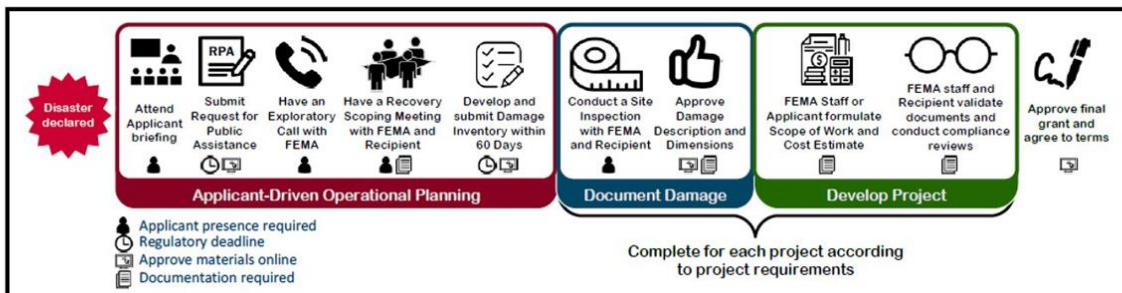 Disaster
declared
Attend
Applicant
briefing
RPA
Submit
Request for
Public
Assistance
Have an
Exploratory
Call with
FEMA
Have a Recovery
Scoping Meeting
with FEMA and
Recipient
Develop and
submit Damage
Inventory within
60 Days
Applicant-Driven Operational Planning
Conduct a Site
Inspection
with FEMA
and Recipient
Approve
Damage
Description and
Dimensions
Document Damage
FEMA Staff or
Applicant formulate
Scope of Work and
Cost Estimate
FEMA staff and
Recipient validate
documents and
conduct compliance
reviews
Develop Project
Approve final
grant and
agree to terms
Applicant presence required
Regulatory deadline
Approve materials online
Documentation required
Complete for each project according
to project requirements